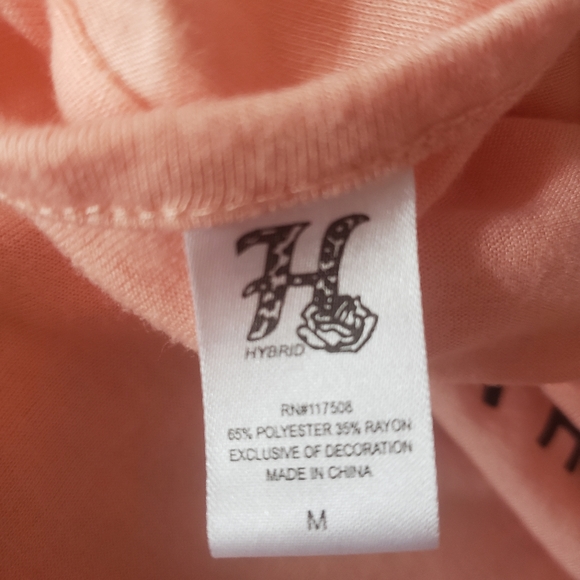 H
HYBRID
RN#117508
65% POLYESTER 35% RAYON
EXCLUSIVE OF DECORATION
MADE IN CHINA
M